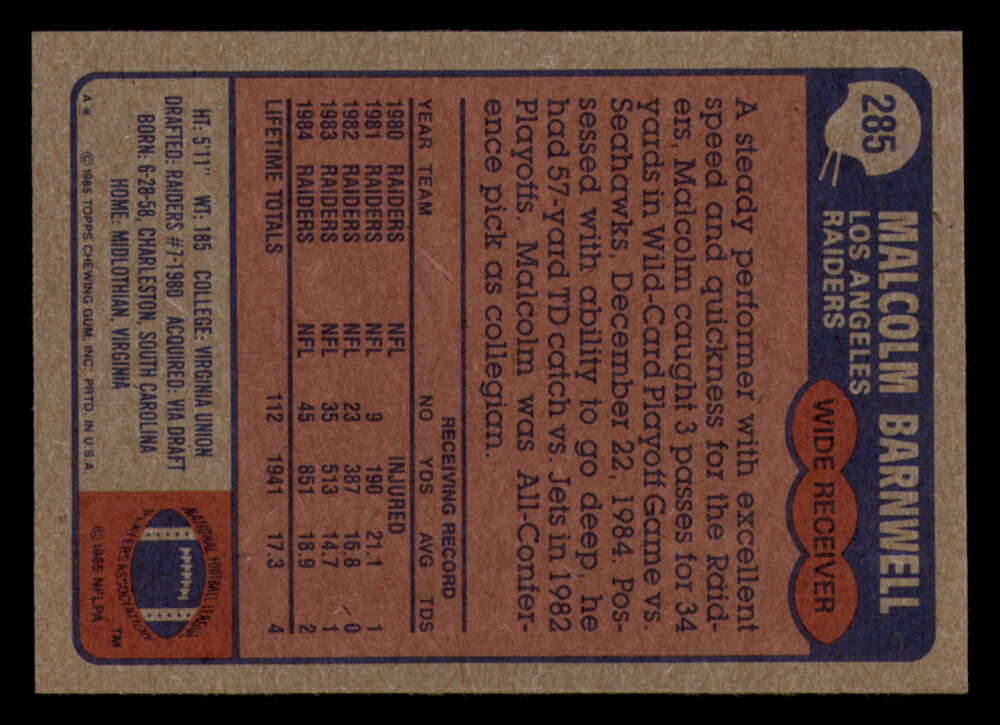 285
MALCOLM BARNWELL
LOS ANGELES
RAIDERS
WIDE RECEIVER
A steady performer with excellent
speed and quickness for the Raid-
ers, Malcolm caught 3 passes for 34
yards in Wild-Card Playoff Game vs.
Seahawks, December 22, 1984. Pos-
sessed with ability to go deep, he
had 57-yard TD catch vs. Jets in 1982
Playoffs. Malcolm was All-Confer-
ence pick as collegian.
RECEIVING RECORD
YEAR TEAM NO YDS AVG TDS
1980 RAIDERS NFL INJURED
1981 RAIDERS NFL 9 190 21.1 1
1982 RAIDERS NFL 23 387 16.8 0
1983 RAIDERS NFL 35 513 14.7 1
1984 RAIDERS NFL 45 851 18.9 2
LIFETIME TOTALS 112 1941 17.3 4
HT: 5'11" WT: 185 COLLEGE: VIRGINIA UNION
DRAFTED: RAIDERS #7-1980 ACQUIRED: VIA DRAFT
BORN: 6-28-58, CHARLESTON, SOUTH CAROLINA
HOME: MIDLOTHIAN, VIRGINIA
A* © 1985 TOPPS CHEWING GUM, INC. PRTD. IN U.S.A.
NATIONAL FOOTBALL LEAGUE
PLAYERS ASSOCIATION
TM
© 1985 NFLPA